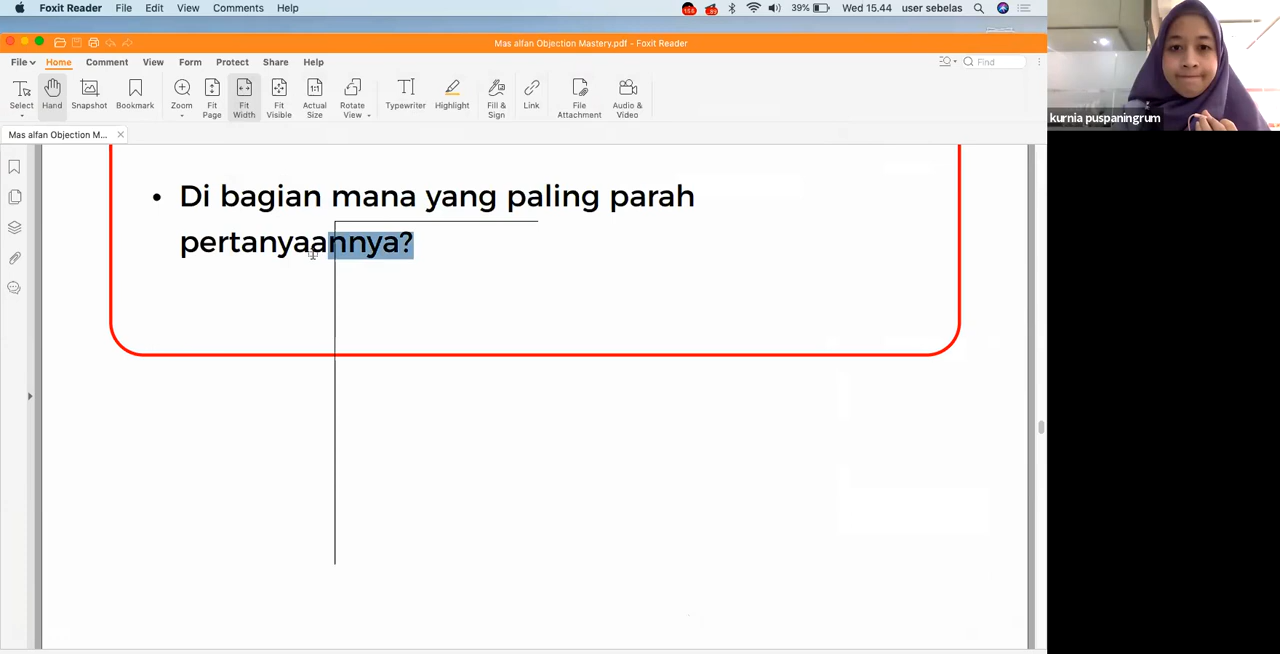 Foxit Reader File Edit View Comments Help 39% Wed 15.44 user sebelas
Mas alfan Objection Mastery.pdf - Foxit Reader
File Home Comment View Form Protect Share Help Find
Select Hand Snapshot Bookmark Zoom Fit Page Fit Width Fit Visible Actual Size Rotate View Typewriter Highlight Fill & Sign Link File Attachment Audio & Video
Mas alfan Objection M...
kurnia puspaningrum
• Di bagian mana yang paling parah
pertanyaannya?